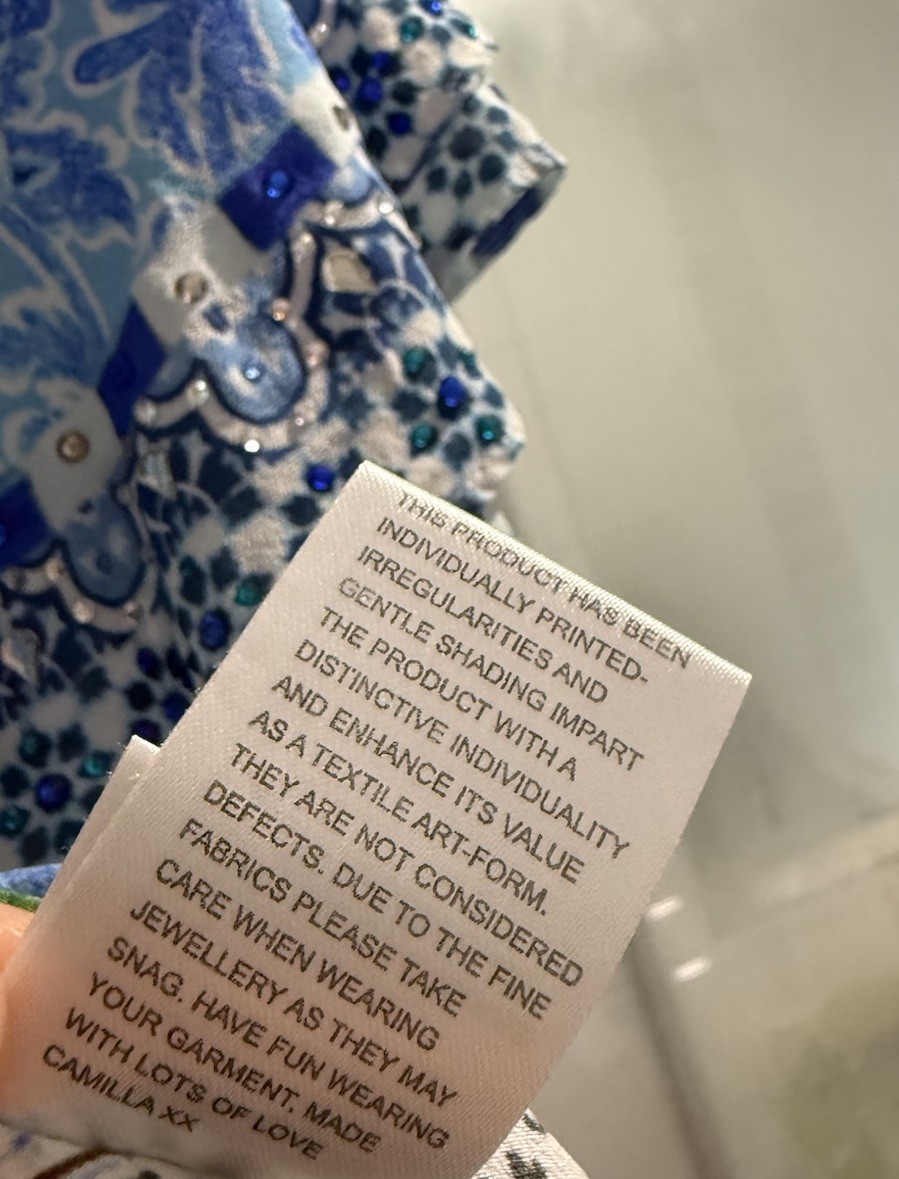 THIS PRODUCT HAS BEEN
INDIVIDUALLY PRINTED-
IRREGULARITIES AND
GENTLE SHADING IMPART
THE PRODUCT WITH A
DISTINCTIVE INDIVIDUALITY
AND ENHANCE ITS VALUE
AS A TEXTILE ART-FORM.
THEY ARE NOT CONSIDERED
DEFECTS. DUE TO THE FINE
FABRICS PLEASE TAKE
CARE WHEN WEARING
JEWELLERY AS THEY MAY
SNAG. HAVE FUN WEARING
YOUR GARMENT. MADE
WITH LOTS OF LOVE
CAMILLA XX